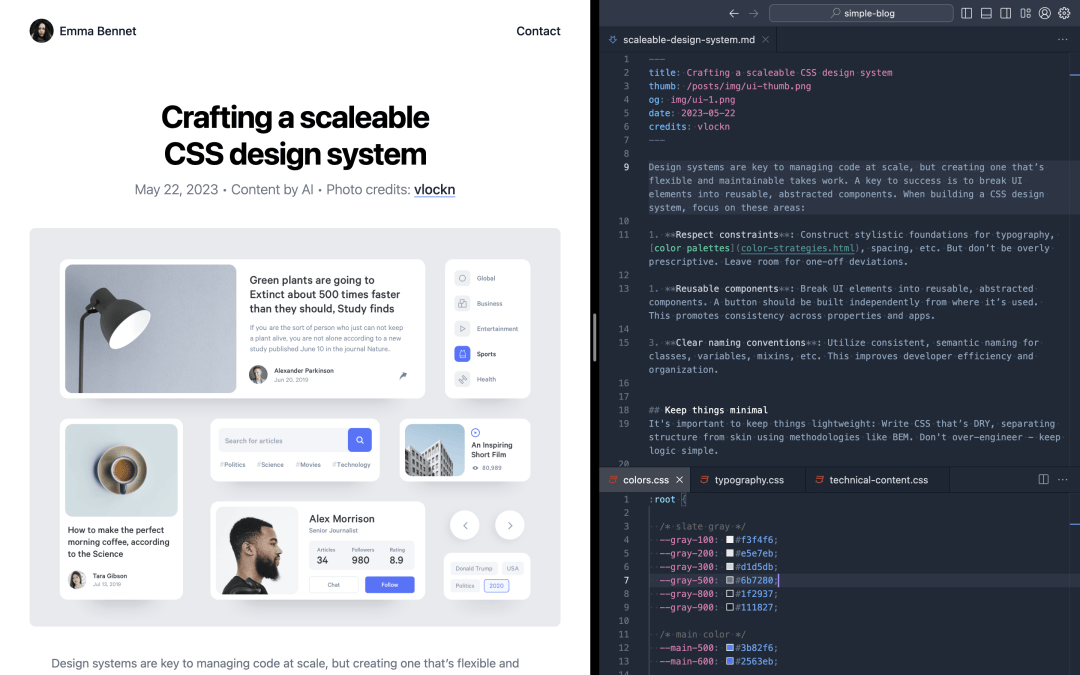 Emma Bennet
Contact
Crafting a scaleable
CSS design system
May 22, 2023 • Content by AI • Photo credits: vlockn
Green plants are going to
Extinct about 500 times faster
than they should, Study finds
If you are the sort of person who just can not keep
a plant alive, you are not alone according to a new
study published June 10 in the journal Nature..
Alexander Parkinson
Jun 20, 2019
Global
Business
Entertainment
Sports
Health
How to make the perfect
morning coffee, according
to the Science
Tara Gibson
Jul 13, 2019
Search for articles
#Politics #Science #Movies #Technology
An Inspiring
Short Film
80,989
Alex Morrison
Senior Journalist
Articles Followers Rating
34 980 8.9
Chat Follow
Donald Trump USA
Politics 2020
Design systems are key to managing code at scale, but creating one that's flexible and
simple-blog
scaleable-design-system.md
1 ---
2 title: Crafting a scaleable CSS design system
3 thumb: /posts/img/ui-thumb.png
4 og: img/ui-1.png
5 date: 2023-05-22
6 credits: vlockn
7 ---
8
9 Design systems are key to managing code at scale, but creating one that's
flexible and maintainable takes work. A key to success is to break UI
elements into reusable, abstracted components. When building a CSS design
system, focus on these areas:
10
11 1. **Respect constraints**: Construct stylistic foundations for typography,
[color palettes](color-strategies.html), spacing, etc. But don't be overly
prescriptive. Leave room for one-off deviations.
12
13 1. **Reusable components**: Break UI elements into reusable, abstracted
components. A button should be built independently from where it's used.
This promotes consistency across properties and apps.
14
15 3. **Clear naming conventions**: Utilize consistent, semantic naming for
classes, variables, mixins, etc. This improves developer efficiency and
organization.
16
17
18 ## Keep things minimal
19 It's important to keep things lightweight: Write CSS that's DRY, separating
structure from skin using methodologies like BEM. Don't over-engineer – keep
logic simple.
20
colors.css typography.css technical-content.css
1 :root {
2
3 /* slate gray */
4 --gray-100: #f3f4f6;
5 --gray-200: #e5e7eb;
6 --gray-300: #d1d5db;
7 --gray-500: #6b7280;
8 --gray-800: #1f2937;
9 --gray-900: #111827;
10
11 /* main color */
12 --main-500: #3b82f6;
13 --main-600: #2563eb;
14